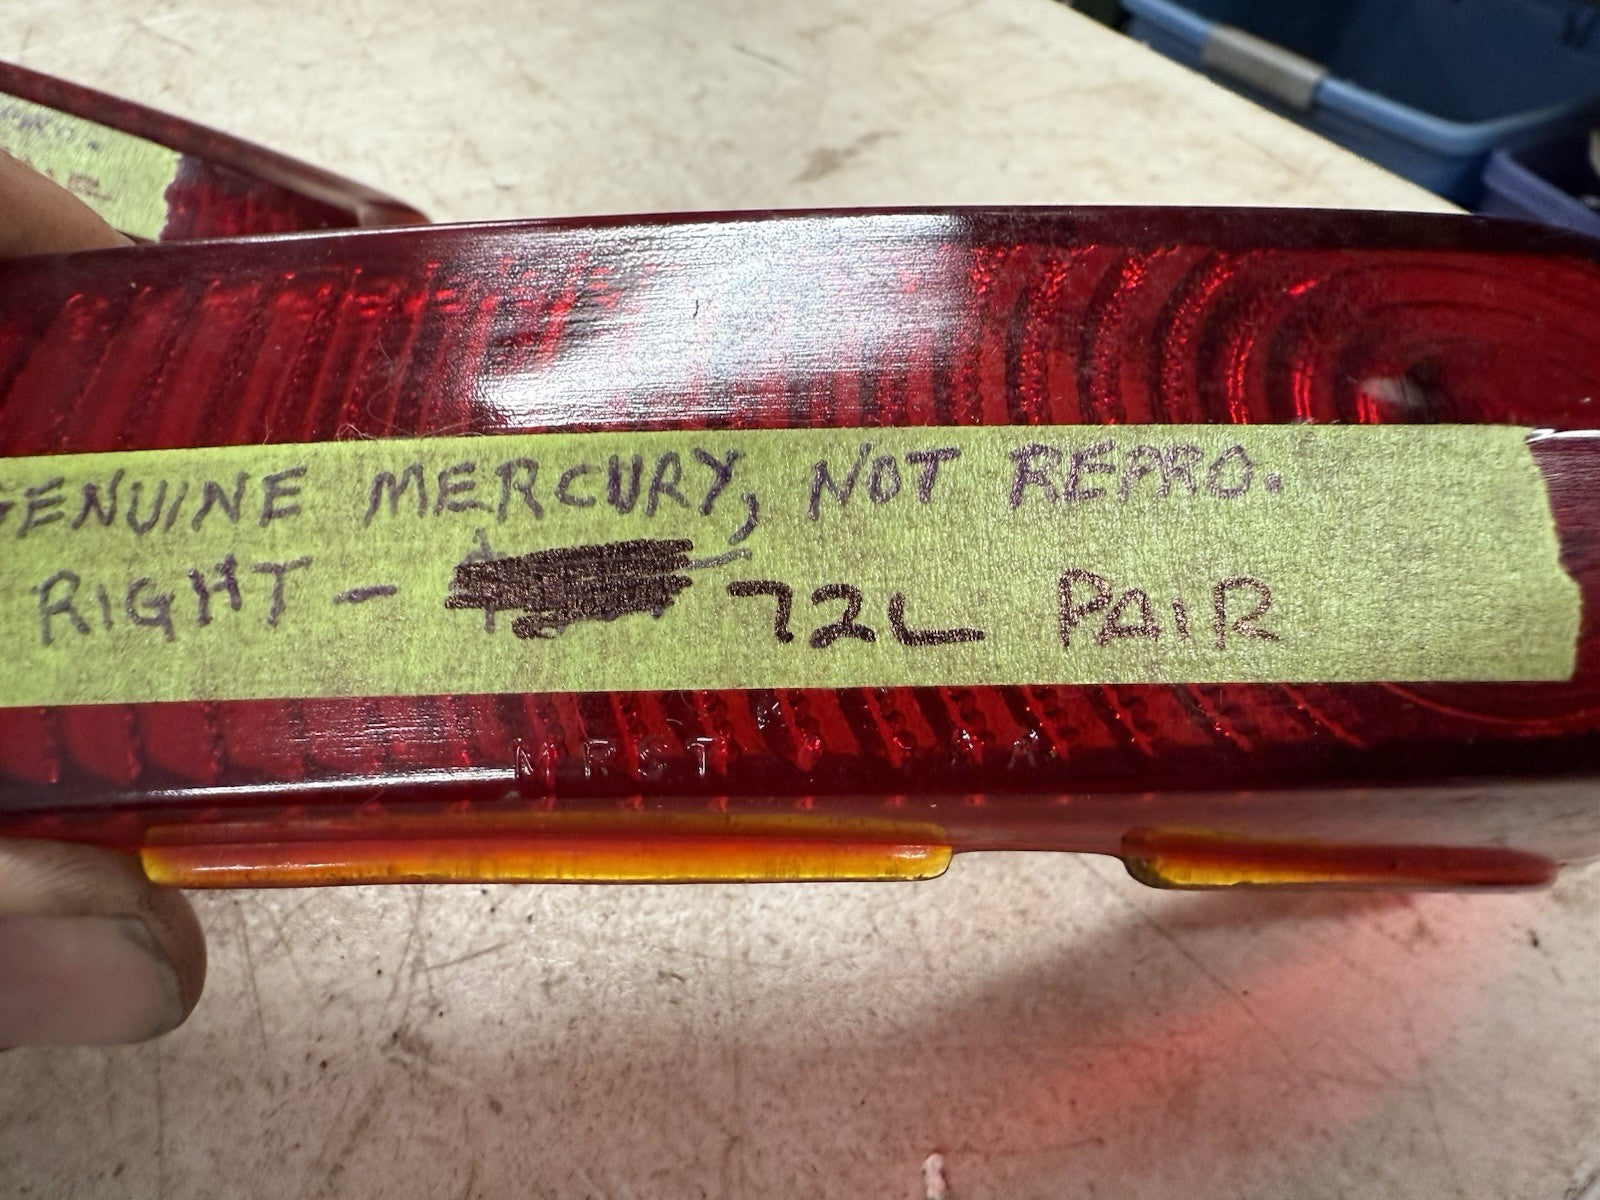 GENUINE MERCURY, NOT REPRO.
RIGHT - 72L PAIR